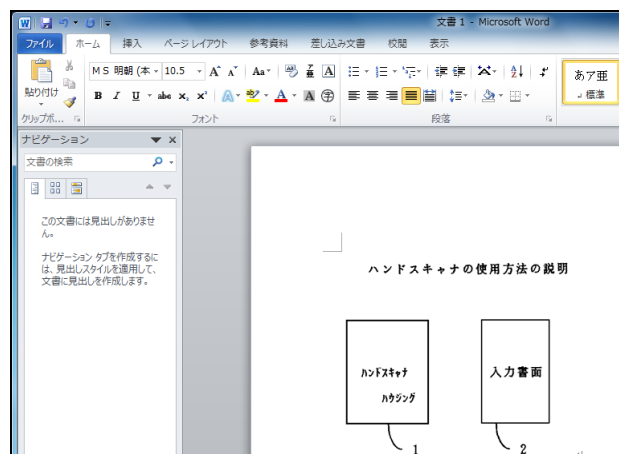 文書 1 - Microsoft Word
ファイル ホーム 挿入 ページ レイアウト 参考資料 差し込み文書 校閲 表示
ＭＳ 明朝 (本 10.5
Aa
あア亜
貼り付け
B I U abc x₂ x² A A A 字
標準
クリップボ... フォント 段落
ナビゲーション
文書の検索
この文書には見出しがありませ
ん。
ナビゲーション タブを作成するに
は、見出しスタイルを適用して、
文書に見出しを作成します。
ハンドスキャナの使用方法の説明
ハンドスキャナ
ハウジング
入力書面
1 2